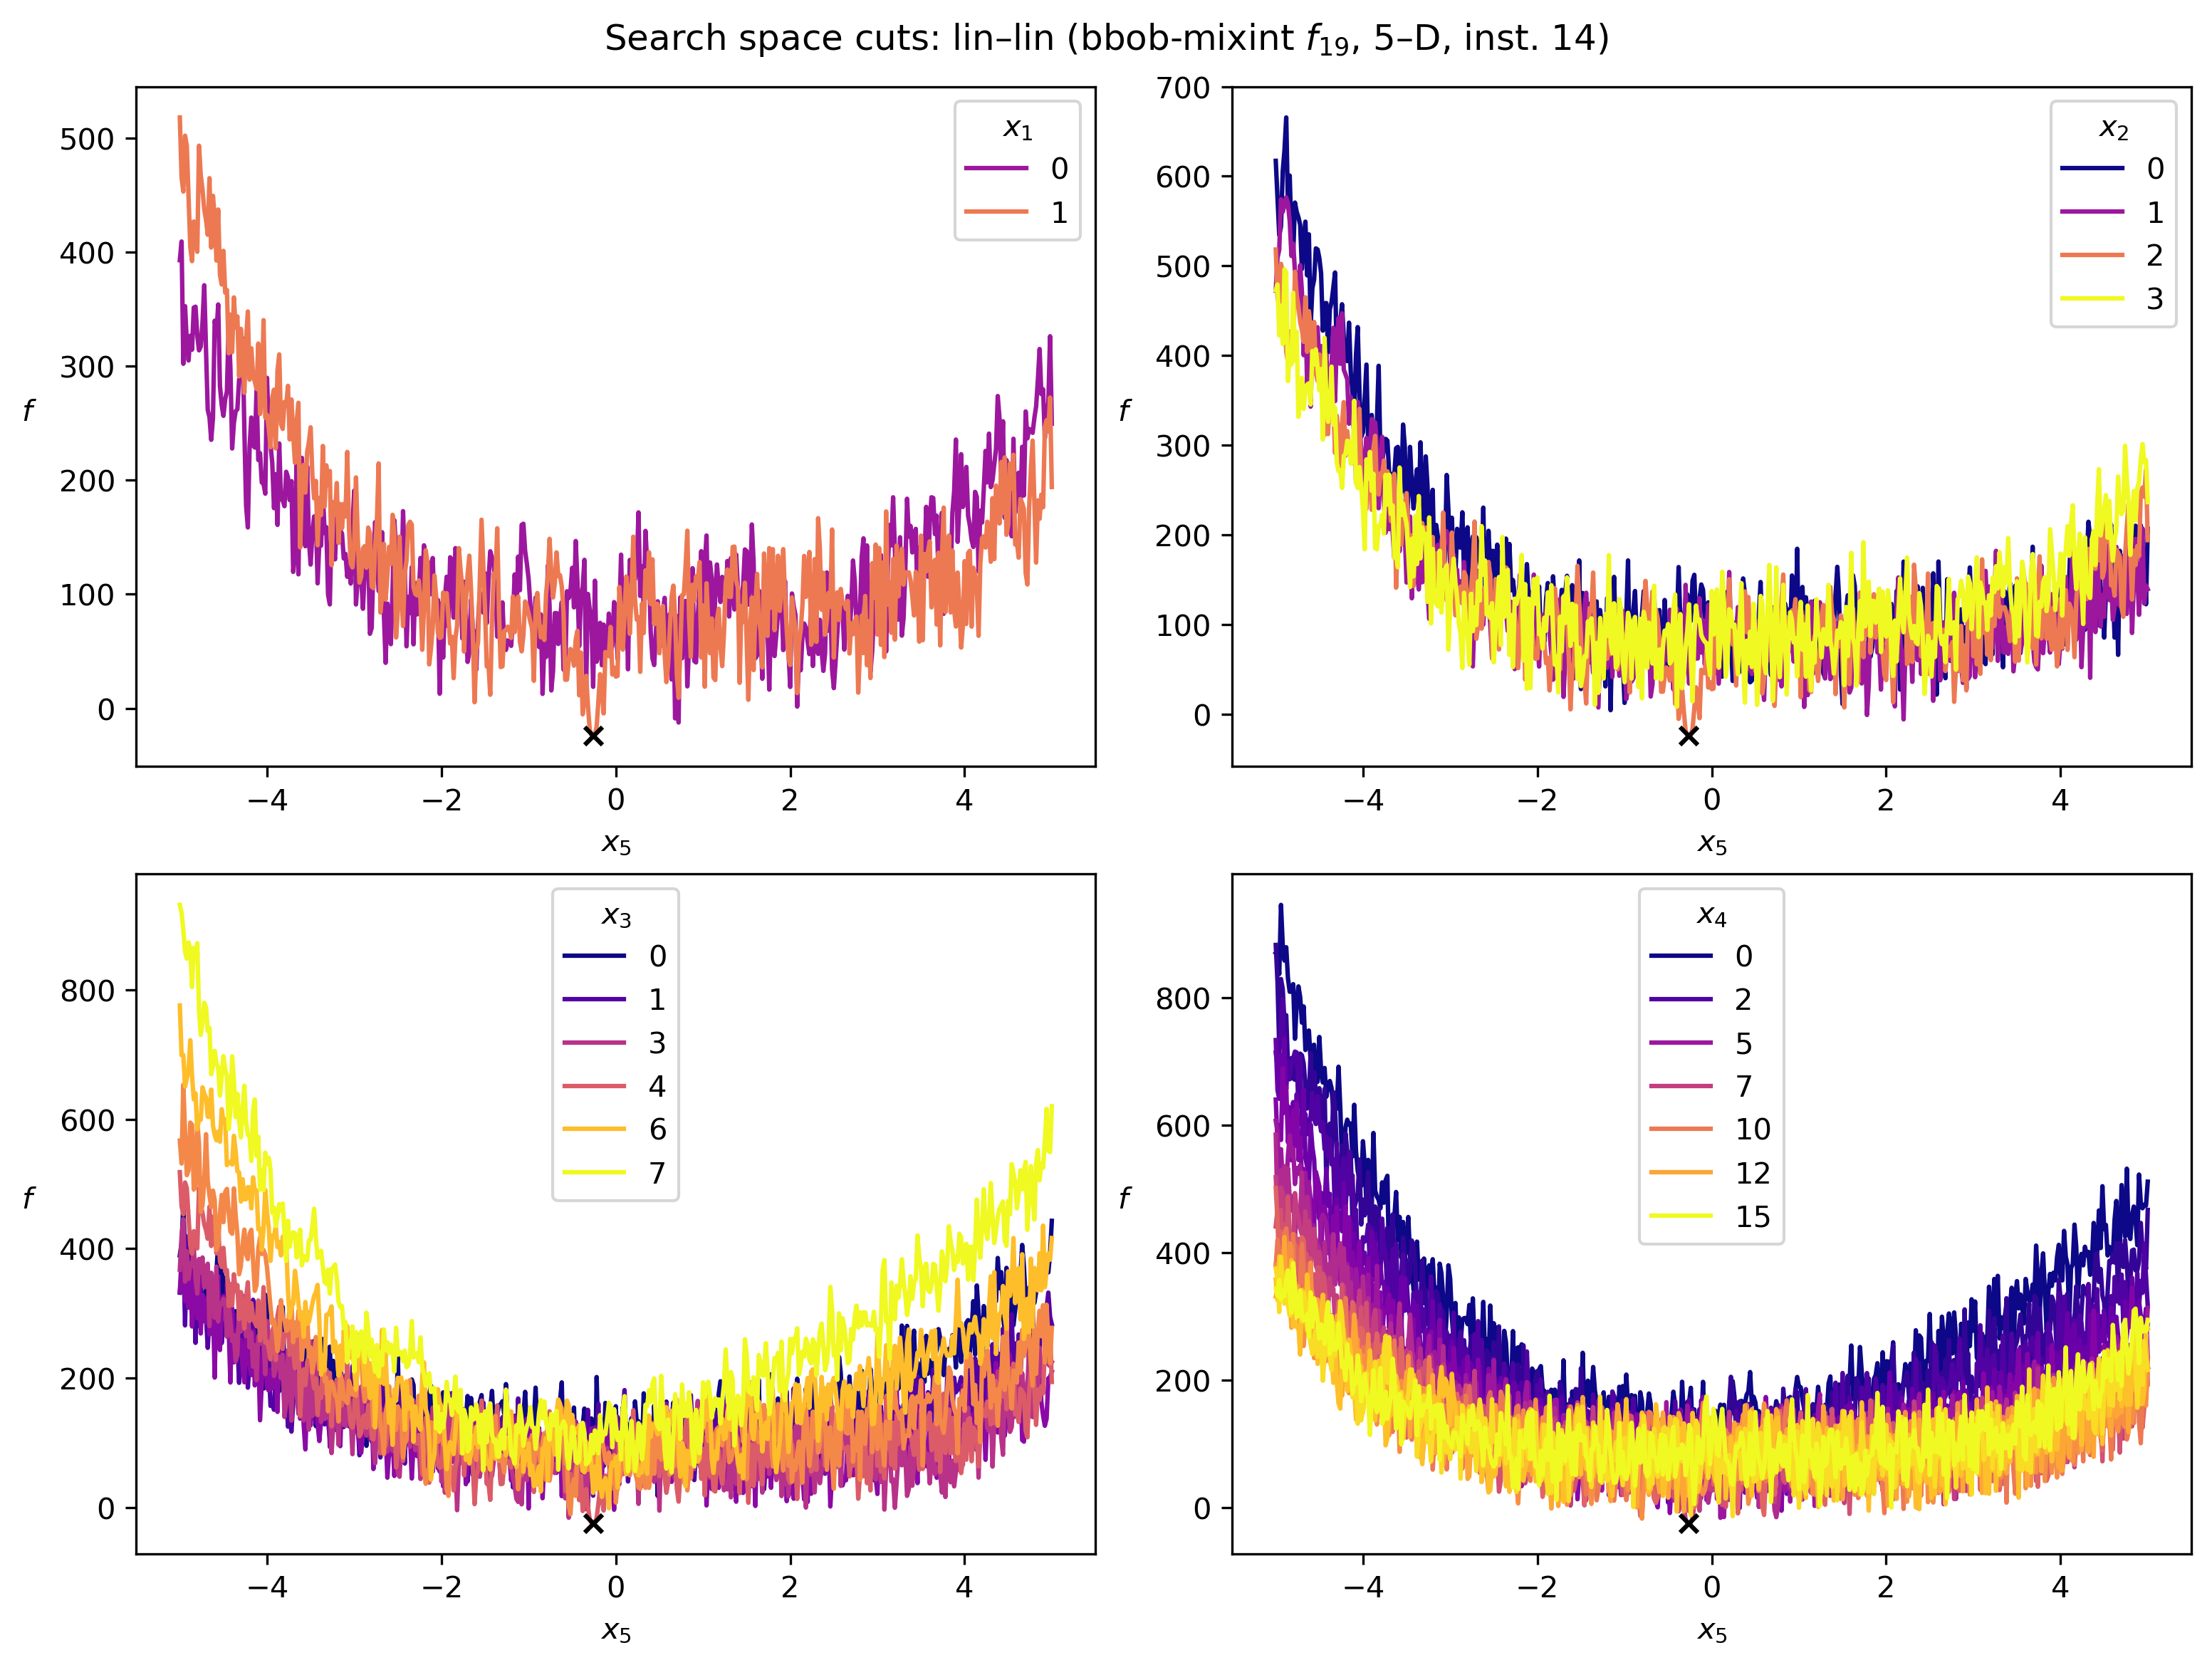 Search space cuts: lin–lin (bbob-mixint f₁₉, 5–D, inst. 14)
500
400
300
200
100
0
f
x₁
0
1
−4 −2 0 2 4
x₅
700
600
500
400
300
200
100
0
f
x₂
0
1
2
3
−4 −2 0 2 4
x₅
800
600
400
200
0
f
x₃
0
1
3
4
6
7
−4 −2 0 2 4
x₅
800
600
400
200
0
f
x₄
0
2
5
7
10
12
15
−4 −2 0 2 4
x₅